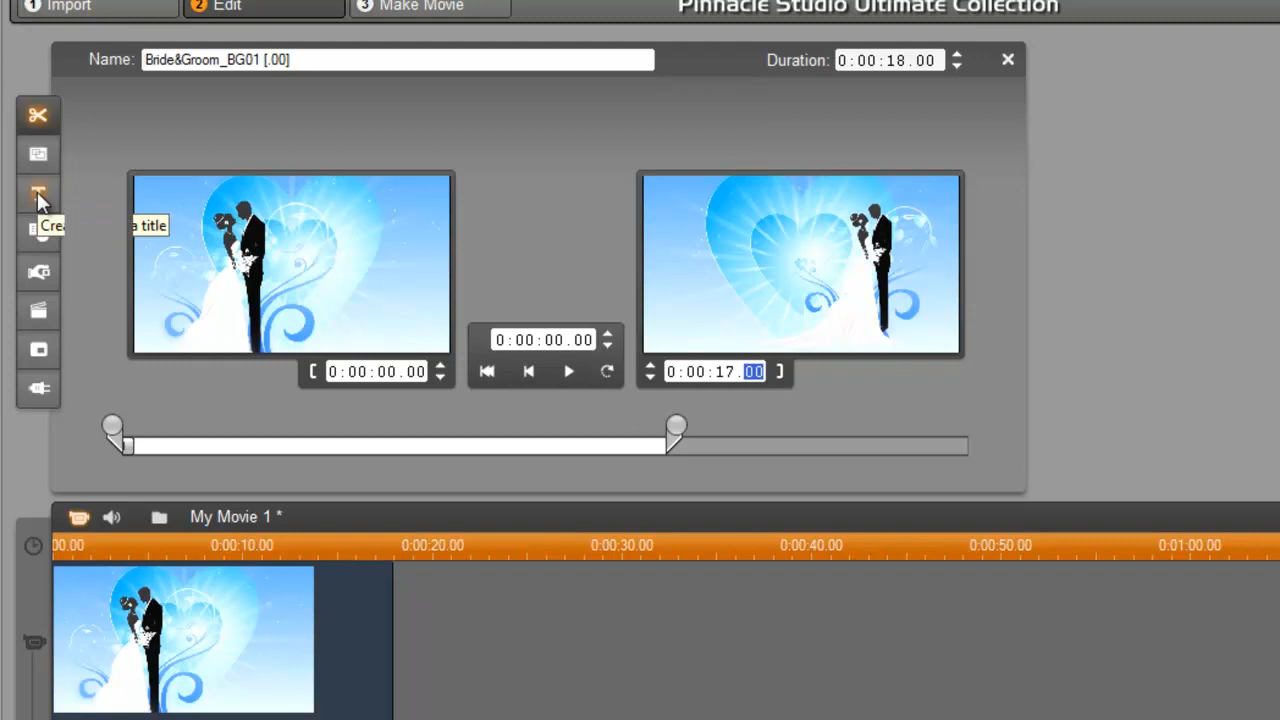 1 Import 2 Edit 3 Make Movie Pinnacle Studio Ultimate Collection
Name: Bride&Groom_BG01 [.00] Duration: 0:00:18.00
a title
[ 0:00:00.00 0:00:00.00 0:00:17.00 ]
My Movie 1 *
00.00 0:00:10.00 0:00:20.00 0:00:30.00 0:00:40.00 0:00:50.00 0:01:00.00